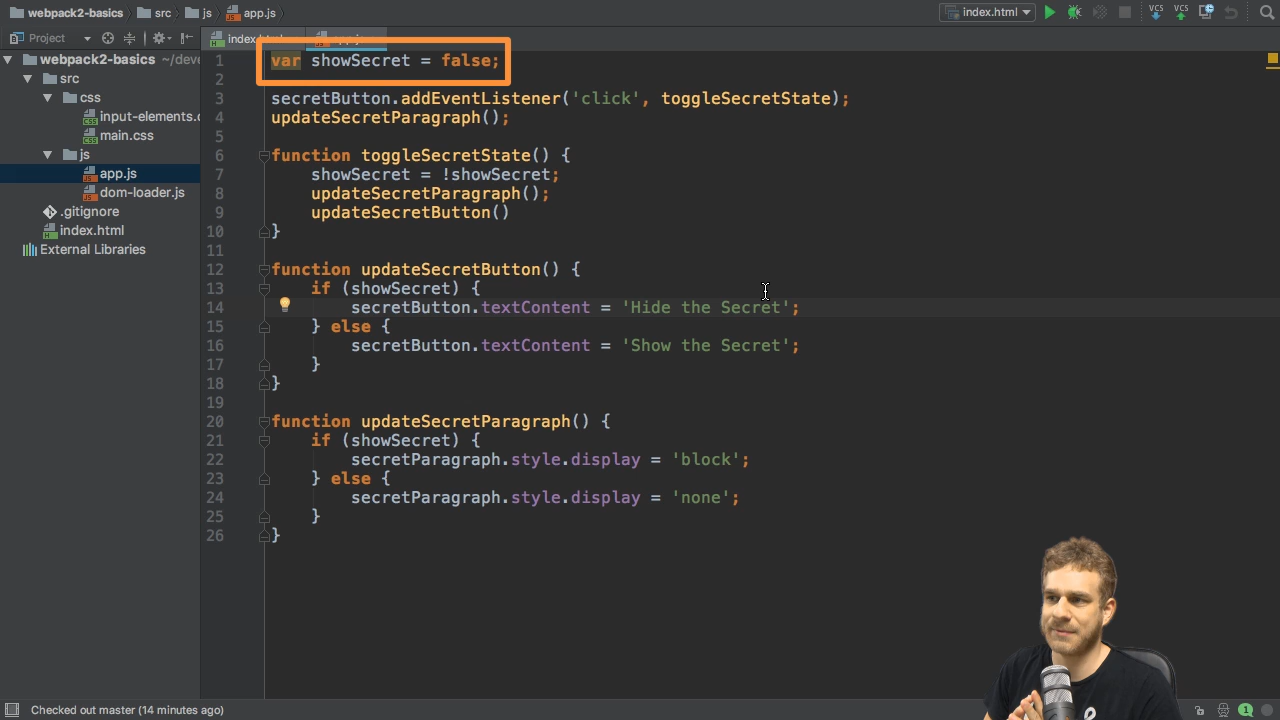 webpack2-basics src js app.js index.html VCS VCS
Project
index
webpack2-basics ~/deve
src
css
input-elements.c
main.css
js
app.js
dom-loader.js
.gitignore
index.html
External Libraries
1 var showSecret = false;
2
3 secretButton.addEventListener('click', toggleSecretState);
4 updateSecretParagraph();
5
6 function toggleSecretState() {
7 showSecret = !showSecret;
8 updateSecretParagraph();
9 updateSecretButton()
10 }
11
12 function updateSecretButton() {
13 if (showSecret) {
14 secretButton.textContent = 'Hide the Secret';
15 } else {
16 secretButton.textContent = 'Show the Secret';
17 }
18 }
19
20 function updateSecretParagraph() {
21 if (showSecret) {
22 secretParagraph.style.display = 'block';
23 } else {
24 secretParagraph.style.display = 'none';
25 }
26 }
Checked out master (14 minutes ago) 1